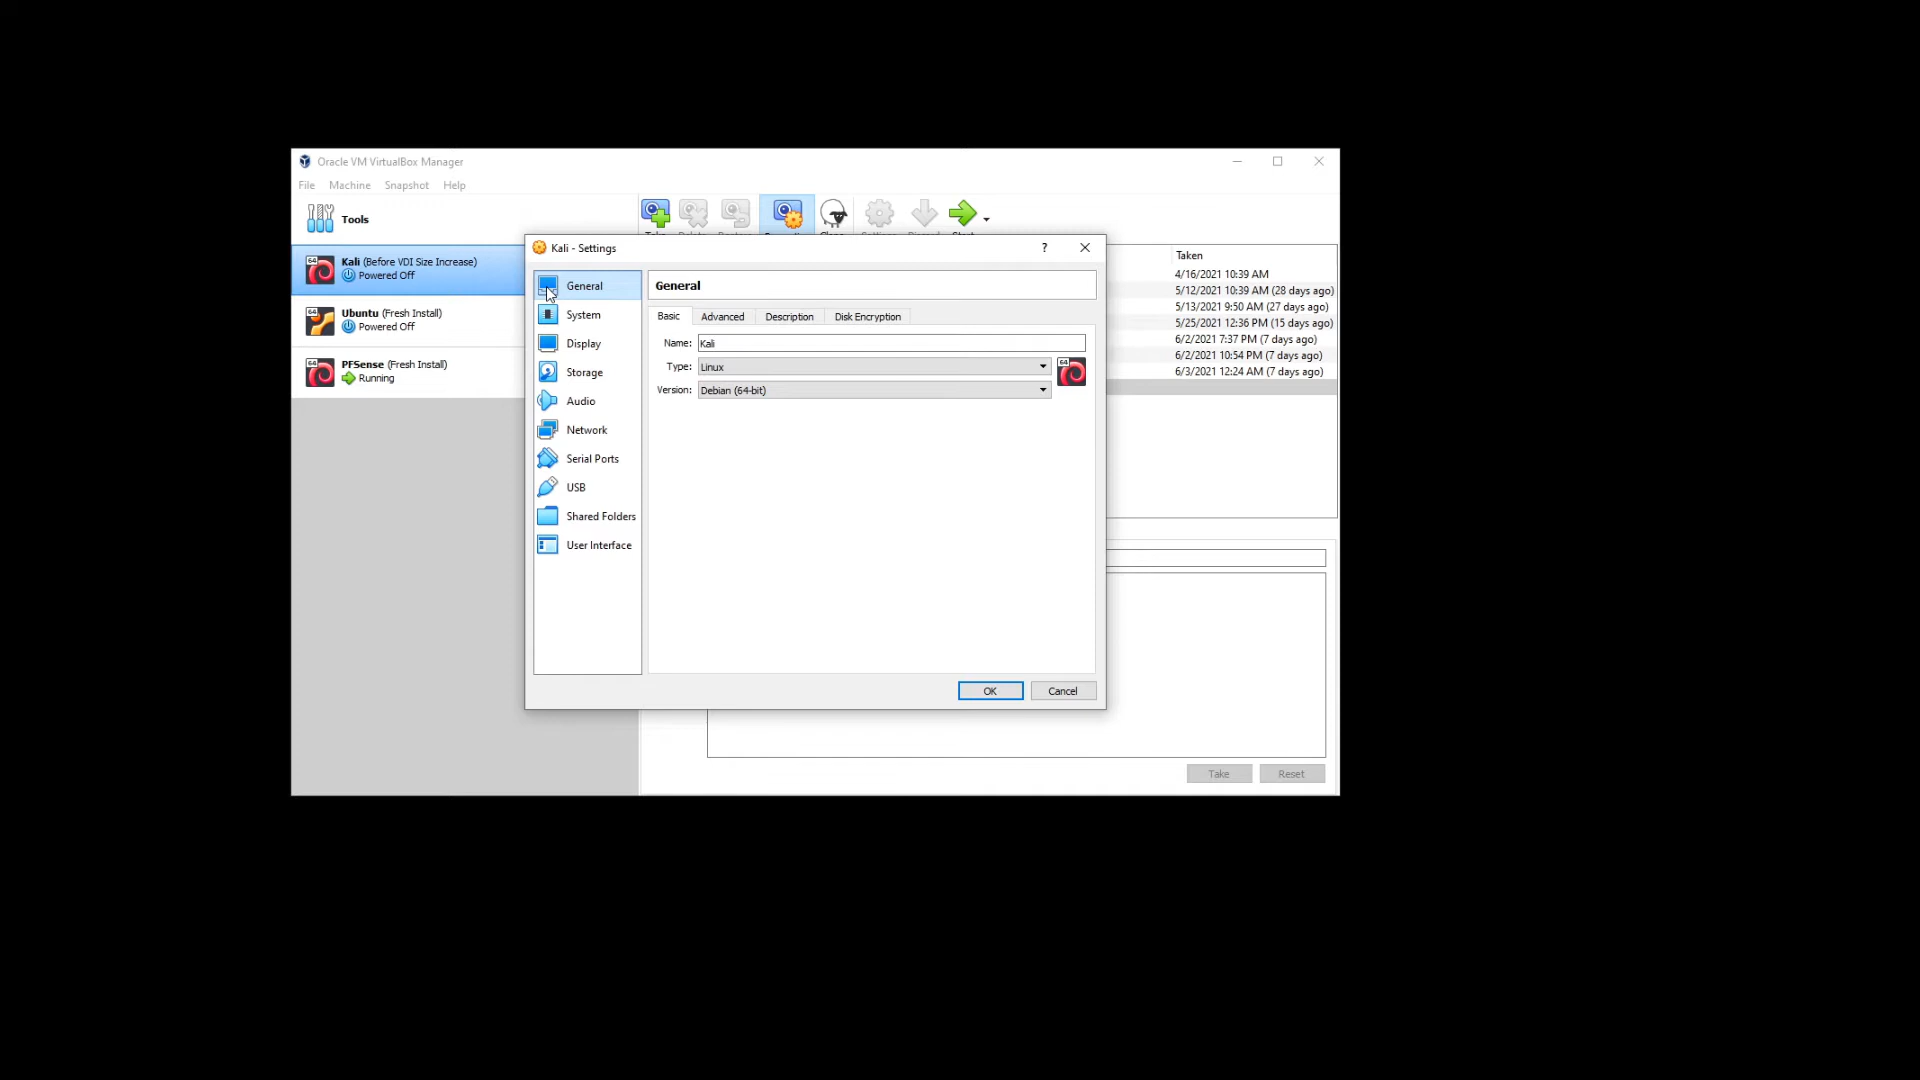 Oracle VM VirtualBox Manager
File Machine Snapshot Help
Tools
64
Kali (Before VDI Size Increase)
Powered Off
64
Ubuntu (Fresh Install)
Powered Off
64
PFSense (Fresh Install)
Running
Kali - Settings
?
General
System
Display
Storage
Audio
Network
Serial Ports
USB
Shared Folders
User Interface
General
Basic Advanced Description Disk Encryption
Name: Kali
Type: Linux
64
Version: Debian (64-bit)
OK Cancel
Taken
4/16/2021 10:39 AM
5/12/2021 10:39 AM (28 days ago)
5/13/2021 9:50 AM (27 days ago)
5/25/2021 12:36 PM (15 days ago)
6/2/2021 7:37 PM (7 days ago)
6/2/2021 10:54 PM (7 days ago)
6/3/2021 12:24 AM (7 days ago)
Take Reset